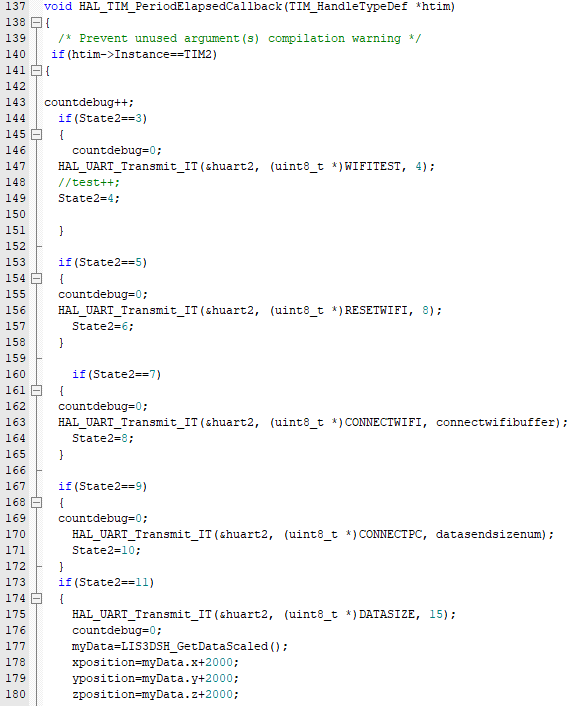 137 void HAL_TIM_PeriodElapsedCallback(TIM_HandleTypeDef *htim)
138 {
139 /* Prevent unused argument(s) compilation warning */
140 if(htim->Instance==TIM2)
141 {
142
143 countdebug++;
144 if(State2==3)
145 {
146 countdebug=0;
147 HAL_UART_Transmit_IT(&huart2, (uint8_t *)WIFITEST, 4);
148 //test++;
149 State2=4;
150
151 }
152
153 if(State2==5)
154 {
155 countdebug=0;
156 HAL_UART_Transmit_IT(&huart2, (uint8_t *)RESETWIFI, 8);
157 State2=6;
158 }
159
160 if(State2==7)
161 {
162 countdebug=0;
163 HAL_UART_Transmit_IT(&huart2, (uint8_t *)CONNECTWIFI, connectwifibuffer);
164 State2=8;
165 }
166
167 if(State2==9)
168 {
169 countdebug=0;
170 HAL_UART_Transmit_IT(&huart2, (uint8_t *)CONNECTPC, datasendsizenum);
171 State2=10;
172 }
173 if(State2==11)
174 {
175 HAL_UART_Transmit_IT(&huart2, (uint8_t *)DATASIZE, 15);
176 countdebug=0;
177 myData=LIS3DSH_GetDataScaled();
178 xposition=myData.x+2000;
179 yposition=myData.y+2000;
180 zposition=myData.z+2000;